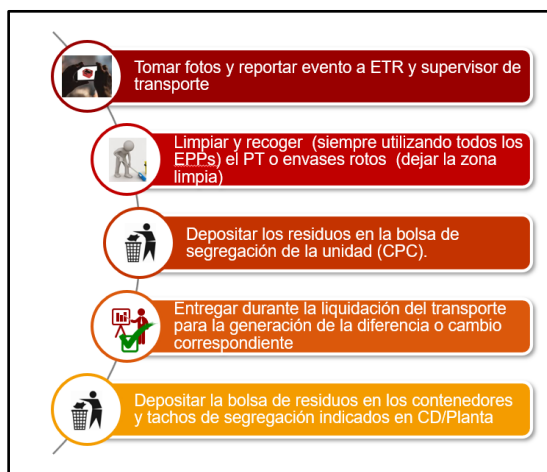 Tomar fotos y reportar evento a ETR y supervisor de
transporte
Limpiar y recoger (siempre utilizando todos los
EPPs) el PT o envases rotos (dejar la zona
limpia)
Depositar los residuos en la bolsa de
segregación de la unidad (CPC).
Entregar durante la liquidación del transporte
para la generación de la diferencia o cambio
correspondiente
Depositar la bolsa de residuos en los contenedores
y tachos de segregación indicados en CD/Planta